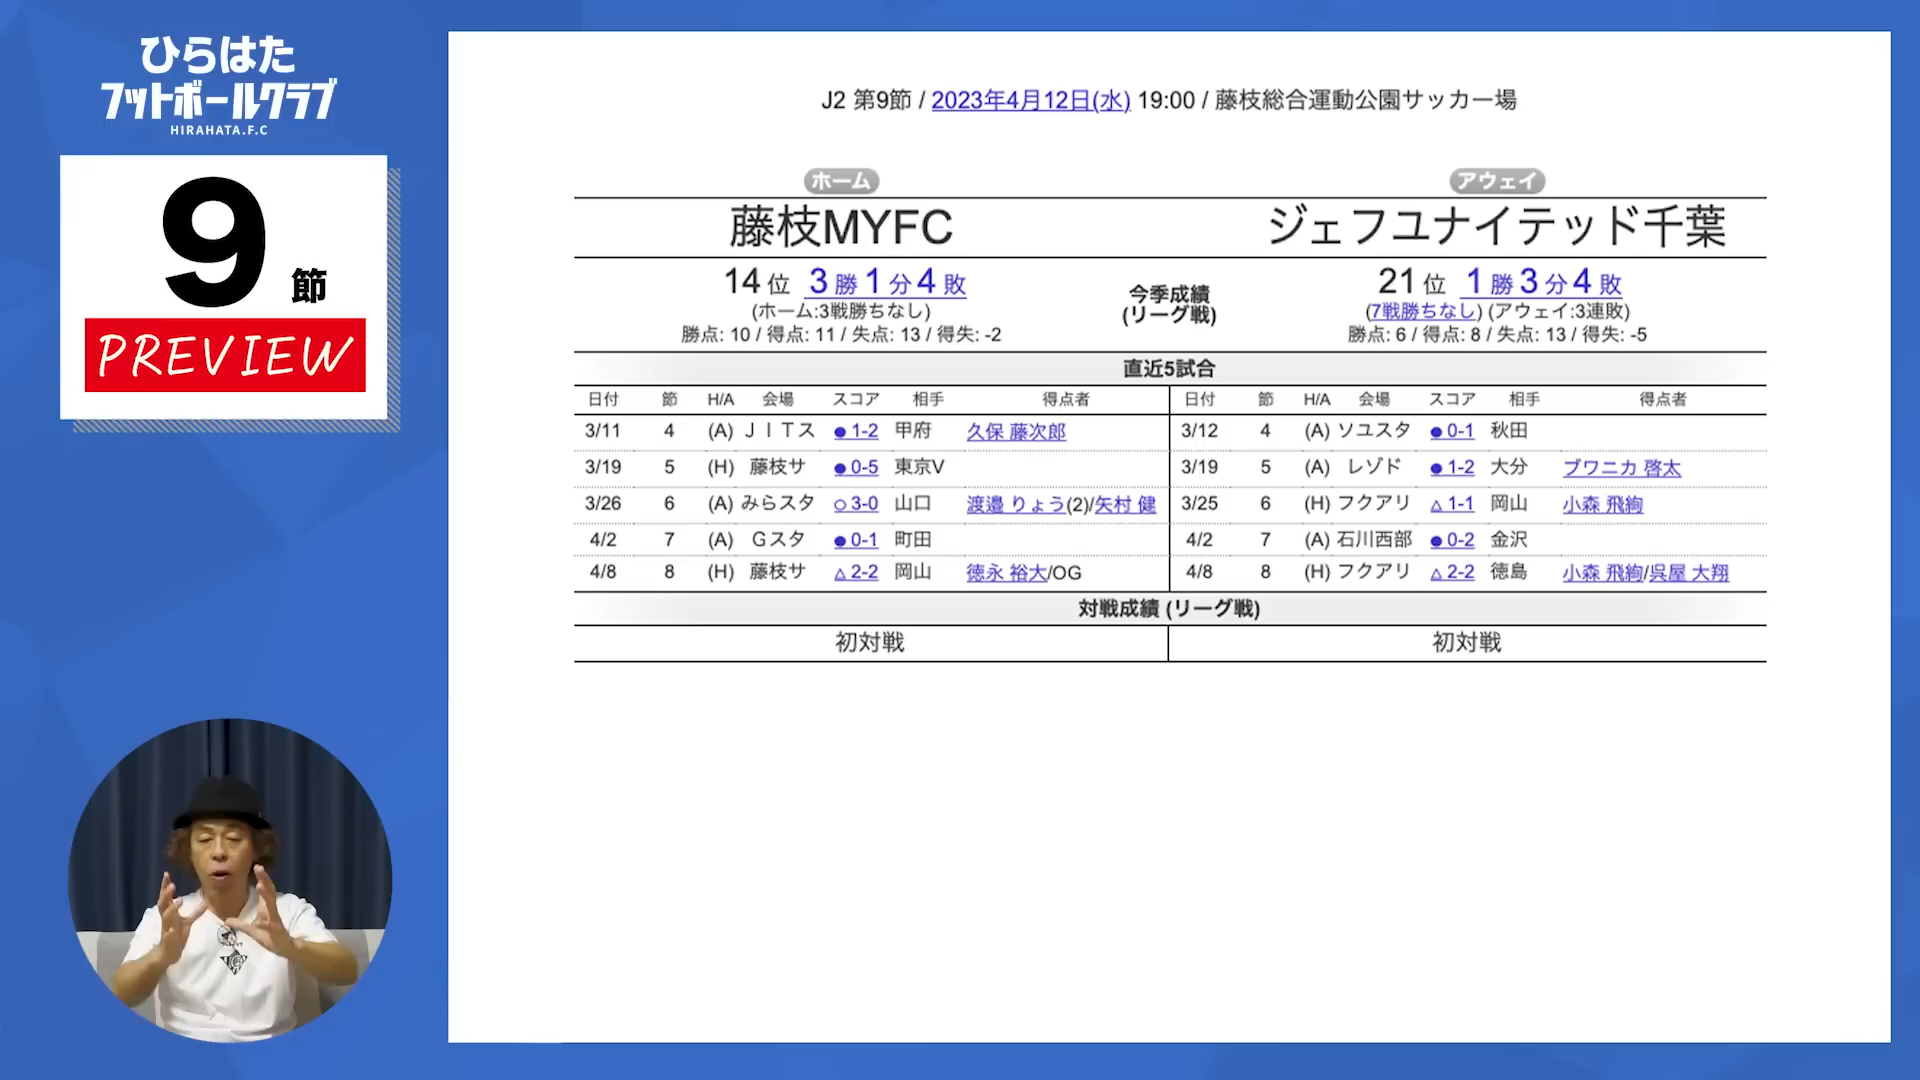 ひらはた
フットボールクラブ
HIRAHATA.F.C
9節
PREVIEW
J2 第9節 / 2023年4月12日(水) 19:00 / 藤枝総合運動公園サッカー場
ホーム アウェイ
藤枝MYFC ジェフユナイテッド千葉
14位 3勝1分4敗 今季成績 21位 1勝3分4敗
(ホーム:3戦勝ちなし) (リーグ戦) (7戦勝ちなし) (アウェイ:3連敗)
勝点: 10 / 得点: 11 / 失点: 13 / 得失: -2 勝点: 6 / 得点: 8 / 失点: 13 / 得失: -5
直近5試合
日付 節 H/A 会場 スコア 相手 得点者 日付 節 H/A 会場 スコア 相手 得点者
3/11 4 (A) ＪＩＴス ●1-2 甲府 久保 藤次郎 3/12 4 (A) ソユスタ ●0-1 秋田
3/19 5 (H) 藤枝サ ●0-5 東京V 3/19 5 (A) レゾド ●1-2 大分 ブワニカ 啓太
3/26 6 (A) みらスタ ○3-0 山口 渡邉 りょう(2)/矢村 健 3/25 6 (H) フクアリ △1-1 岡山 小森 飛絢
4/2 7 (A) Ｇスタ ●0-1 町田 4/2 7 (A) 石川西部 ●0-2 金沢
4/8 8 (H) 藤枝サ △2-2 岡山 徳永 裕大/OG 4/8 8 (H) フクアリ △2-2 徳島 小森 飛絢/呉屋 大翔
対戦成績 (リーグ戦)
初対戦 初対戦